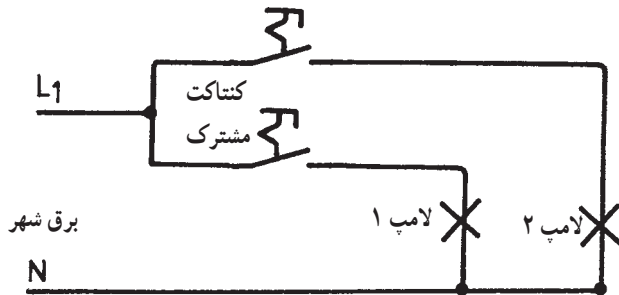 L1
کنتاکت
مشترک
لامپ ۱
لامپ ۲
برق شهر
N